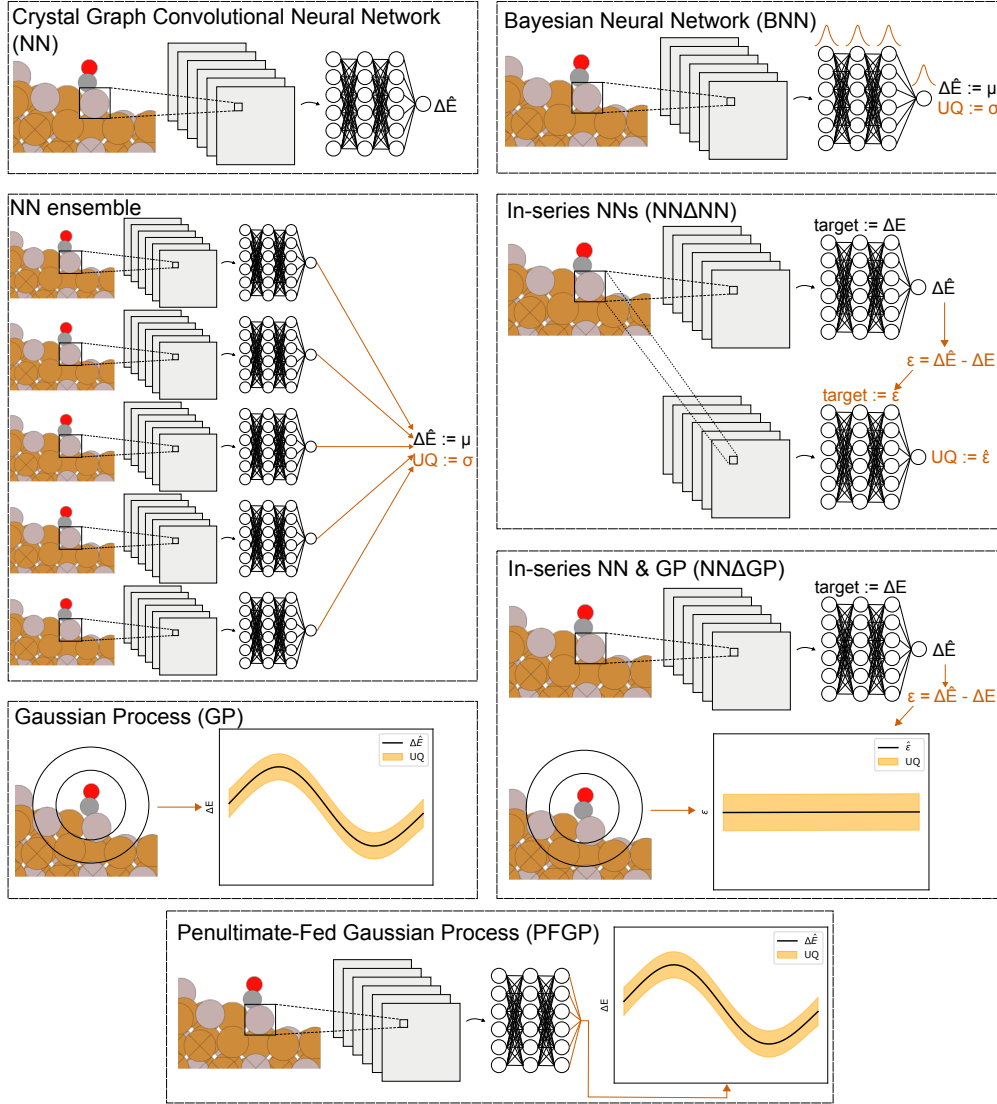 Crystal Graph Convolutional Neural Network
(NN)
ΔÊ
Bayesian Neural Network (BNN)
ΔÊ := μ
UQ := σ
NN ensemble
ΔÊ := μ
UQ := σ
In-series NNs (NNΔNN)
target := ΔE
ΔÊ
ε = ΔÊ - ΔE
target := ε
UQ := ε̂
In-series NN & GP (NNΔGP)
target := ΔE
ΔÊ
ε = ΔÊ - ΔE
ε̂
UQ
ε
Gaussian Process (GP)
ΔÊ
UQ
ΔE
Penultimate-Fed Gaussian Process (PFGP)
ΔÊ
UQ
ΔE